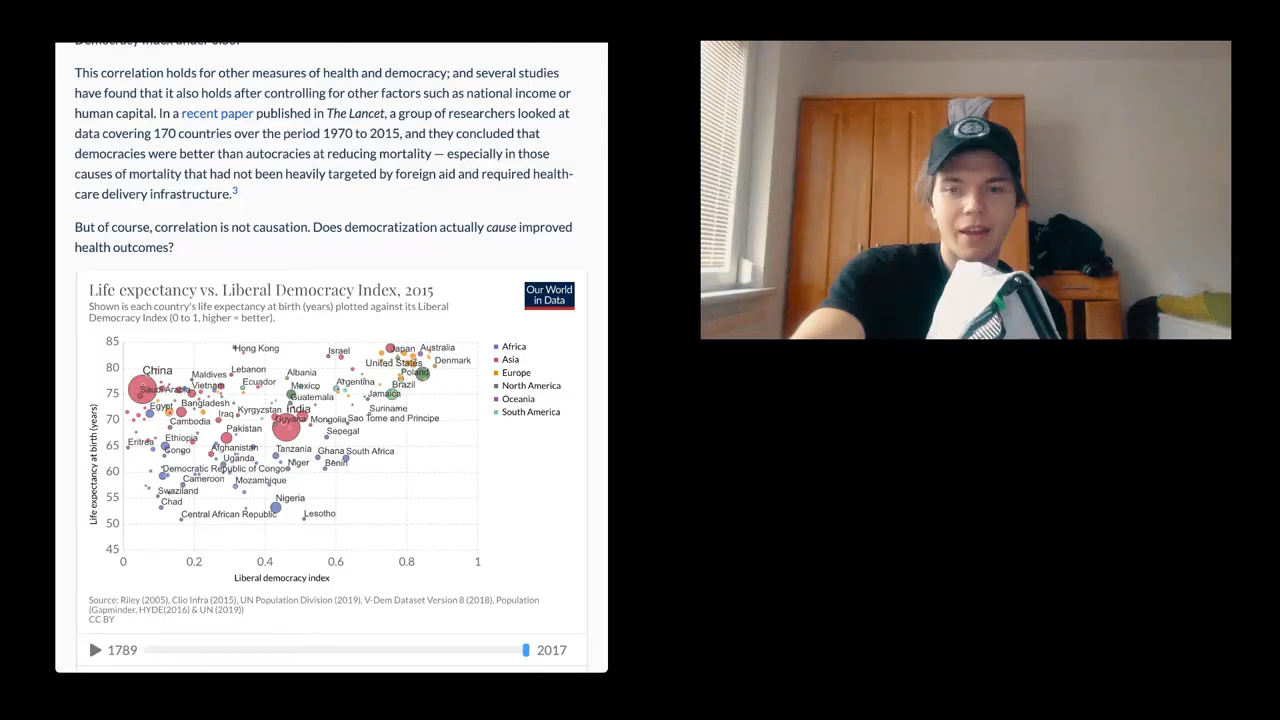 This correlation holds for other measures of health and democracy; and several studies
have found that it also holds after controlling for other factors such as national income or
human capital. In a recent paper published in The Lancet, a group of researchers looked at
data covering 170 countries over the period 1970 to 2015, and they concluded that
democracies were better than autocracies at reducing mortality — especially in those
causes of mortality that had not been heavily targeted by foreign aid and required health-
care delivery infrastructure.3
But of course, correlation is not causation. Does democratization actually cause improved
health outcomes?
Life expectancy vs. Liberal Democracy Index, 2015
Shown is each country's life expectancy at birth (years) plotted against its Liberal
Democracy Index (0 to 1, higher = better).
Our World
in Data
Life expectancy at birth (years)
85
80
75
70
65
60
55
50
45
0
0.2
0.4
0.6
0.8
1
Liberal democracy index
Hong Kong
Israel
Japan
Australia
United States
Denmark
China
Maldives
Lebanon
Albania
Poland
Saudi Arabia
Vietnam
Ecuador
Mexico
Argentina
Brazil
Guatemala
Jamaica
Egypt
Bangladesh
Iraq
Kyrgyzstan
India
Suriname
Cambodia
Guyana
Mongolia
Sao Tome and Principe
Pakistan
Senegal
Eritrea
Ethiopia
Congo
Afghanistan
Tanzania
Ghana
South Africa
Uganda
Niger
Benin
Democratic Republic of Congo
Cameroon
Mozambique
Swaziland
Chad
Nigeria
Central African Republic
Lesotho
Africa
Asia
Europe
North America
Oceania
South America
Source: Riley (2005), Clio Infra (2015), UN Population Division (2019), V-Dem Dataset Version 8 (2018), Population
(Gapminder, HYDE(2016) & UN (2019))
CC BY
1789
2017